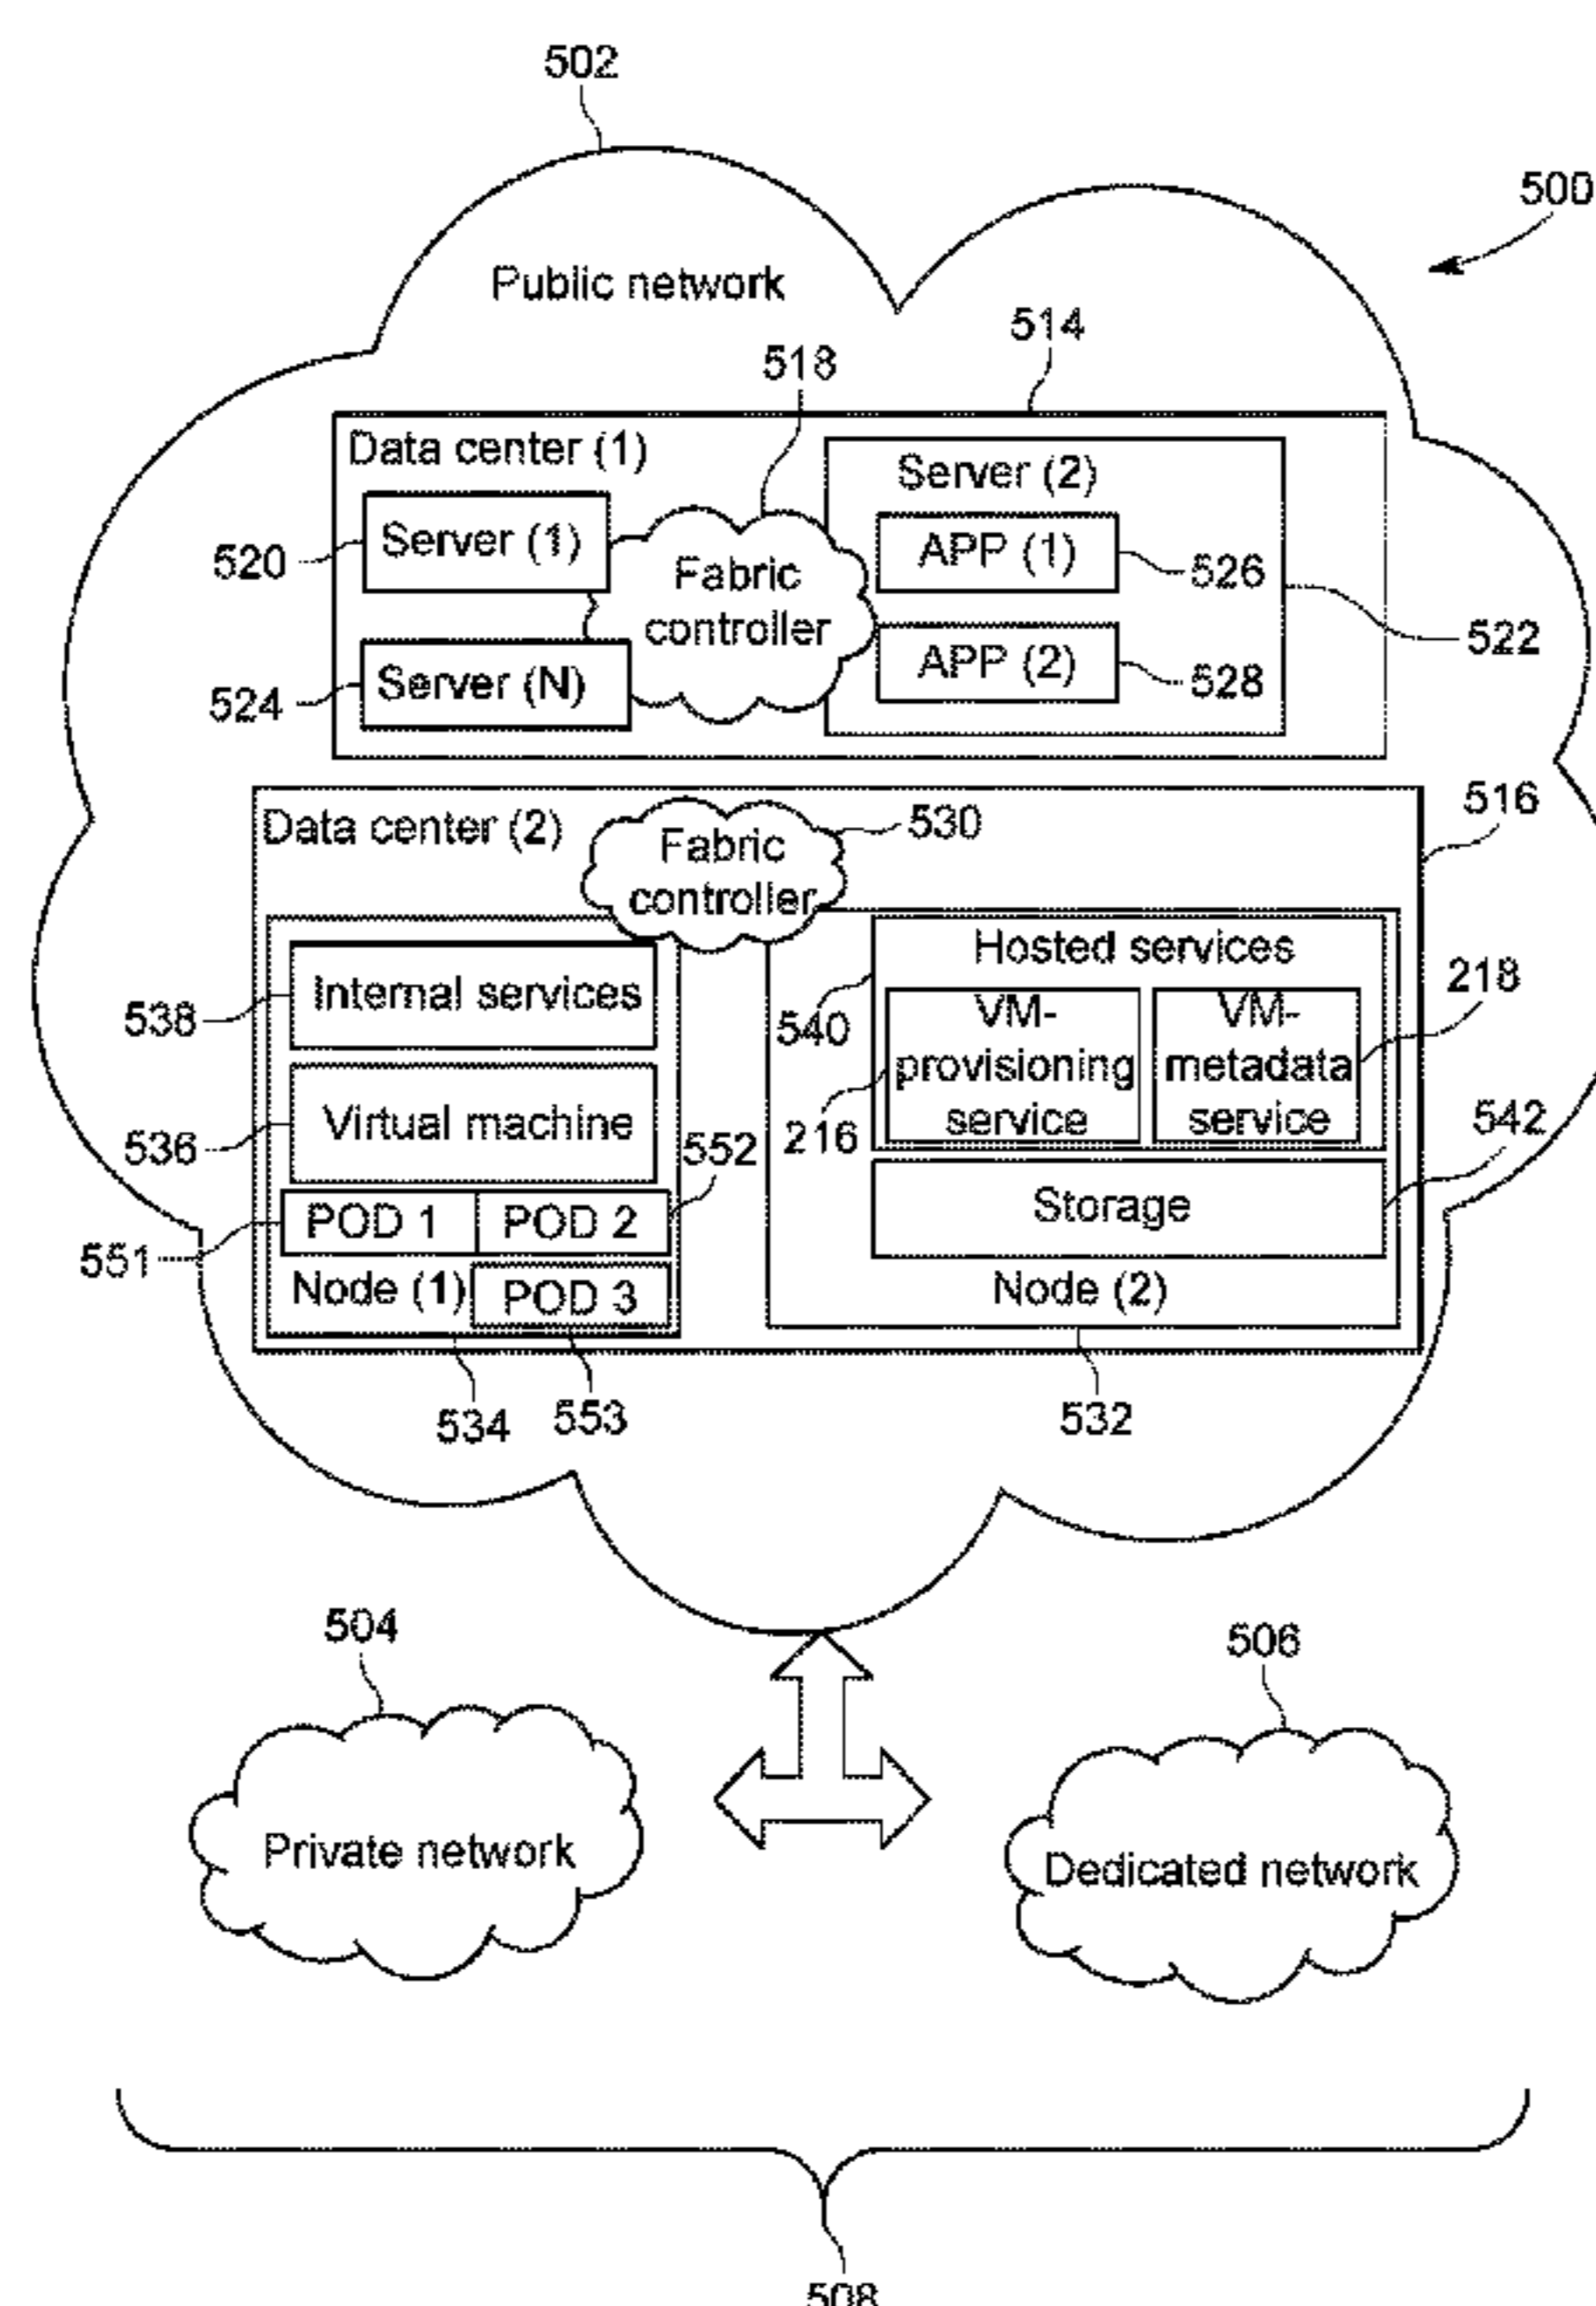 502
500
Public network
514
518
Data center (1)
Server (2)
Server (1)
APP (1)
520
Fabric
controller
526
522
Server (N)
APP (2)
524
528
516
Data center (2)
530
Fabric
controller
Hosted services
218
Internal services
538
540
VM-
provisioning
service
VM-
metadata
service
Virtual machine
536
552
216
542
POD 1
POD 2
Storage
551
Node (1)
POD 3
Node (2)
534
553
532
504
506
Private network
Dedicated network
508